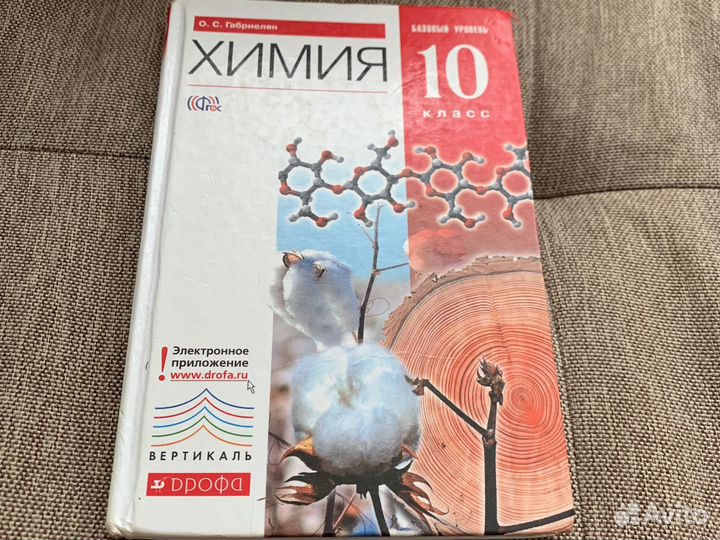 О. С. Габриелян
ХИМИЯ
ФГОС
БАЗОВЫЙ УРОВЕНЬ
10
класс
! Электронное
приложение
www.drofa.ru
ВЕРТИКАЛЬ
дрофа
Avito